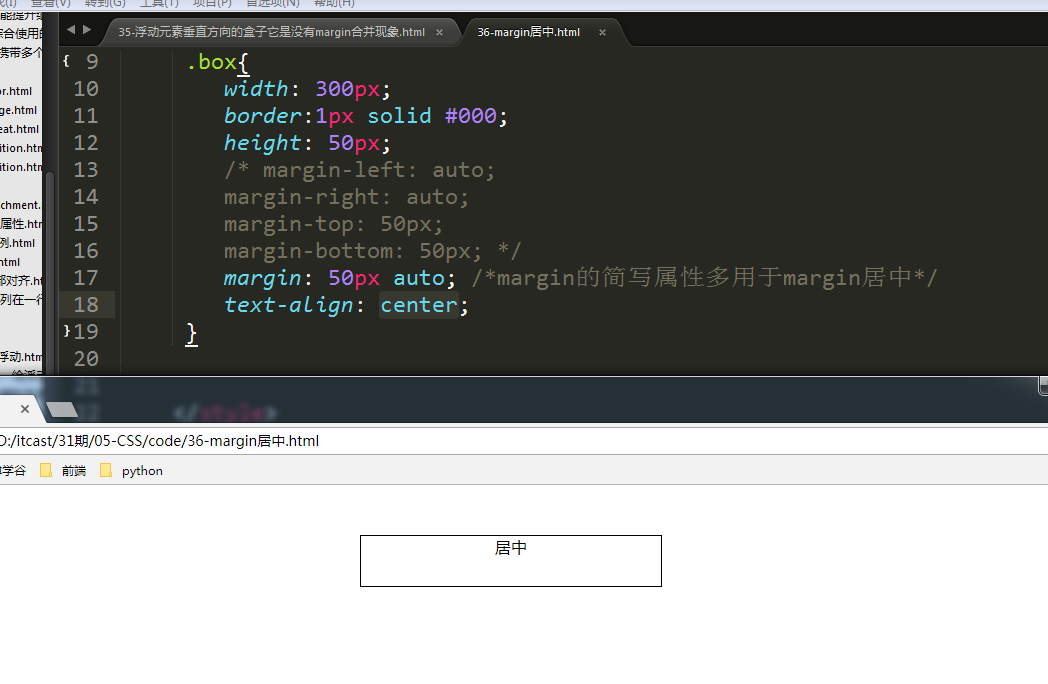 查看(V) 转到(G) 工具(T) 项目(P) 首选项(N) 帮助(H)
35-浮动元素垂直方向的盒子它是没有margin合并现象.html × 36-margin居中.html ×
{ 9 .box{
10 width: 300px;
11 border:1px solid #000;
12 height: 50px;
13 /* margin-left: auto;
14 margin-right: auto;
15 margin-top: 50px;
16 margin-bottom: 50px; */
17 margin: 50px auto; /*margin的简写属性多用于margin居中*/
18 text-align: center;
}19 }
20
21
22 </style>
能提升
综合使用的
携带多个
or.html
ge.html
eat.html
ition.htm
ition.htm
chment.
属性.htm
列.html
html
部对齐.h
列在一行
浮动.htm
D:/itcast/31期/05-CSS/code/36-margin居中.html
学谷 前端 python
居中